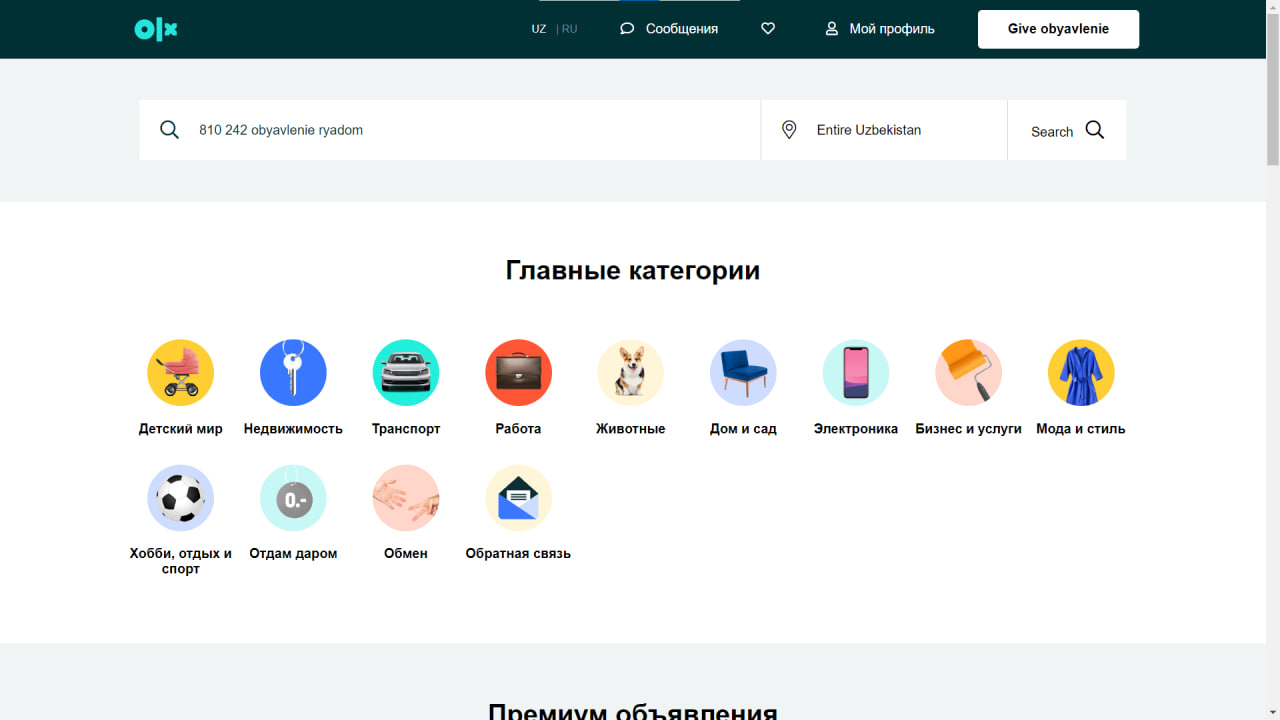 olx
UZ | RU
Сообщения
Мой профиль
Give obyavlenie
810 242 obyavlenie ryadom
Entire Uzbekistan
Search
Главные категории
Детский мир
Недвижимость
Транспорт
Работа
Животные
Дом и сад
Электроника
Бизнес и услуги
Мода и стиль
0.-
Хобби, отдых и
спорт
Отдам даром
Обмен
Обратная связь
Премиум объявления